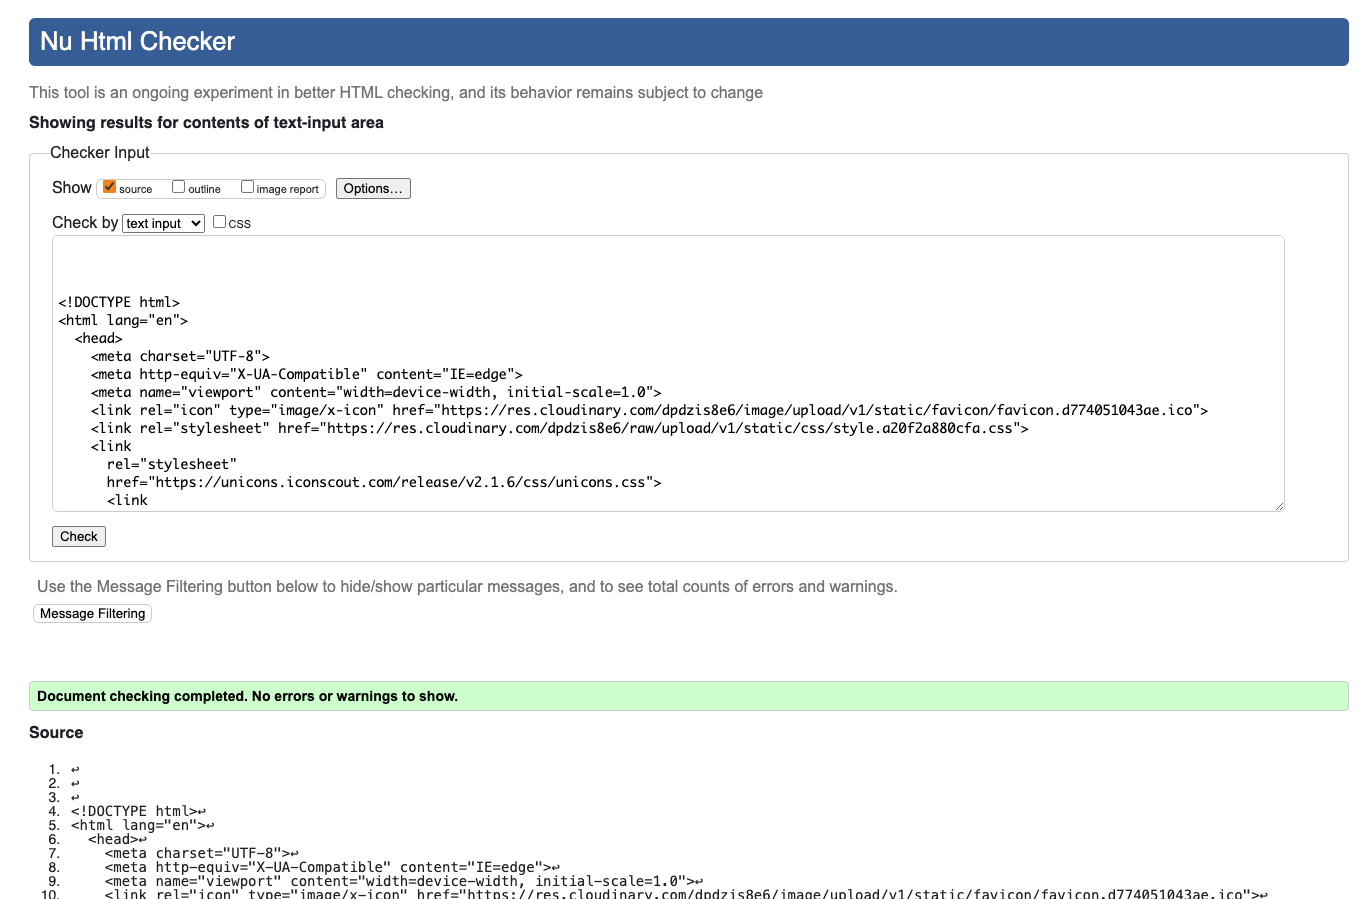 Nu Html Checker
This tool is an ongoing experiment in better HTML checking, and its behavior remains subject to change
Showing results for contents of text-input area
Checker Input
Show source outline image report Options...
Check by text input CSS
<!DOCTYPE html>
<html lang="en">
<head>
<meta charset="UTF-8">
<meta http-equiv="X-UA-Compatible" content="IE=edge">
<meta name="viewport" content="width=device-width, initial-scale=1.0">
<link rel="icon" type="image/x-icon" href="https://res.cloudinary.com/dpdzis8e6/image/upload/v1/static/favicon/favicon.d774051043ae.ico">
<link rel="stylesheet" href="https://res.cloudinary.com/dpdzis8e6/raw/upload/v1/static/css/style.a20f2a880cfa.css">
<link
rel="stylesheet"
href="https://unicons.iconscout.com/release/v2.1.6/css/unicons.css">
<link
Check
Use the Message Filtering button below to hide/show particular messages, and to see total counts of errors and warnings.
Message Filtering
Document checking completed. No errors or warnings to show.
Source
1. ↩
2. ↩
3. ↩
4. <!DOCTYPE html>↩
5. <html lang="en">↩
6. <head>↩
7. <meta charset="UTF-8">↩
8. <meta http-equiv="X-UA-Compatible" content="IE=edge">↩
9. <meta name="viewport" content="width=device-width, initial-scale=1.0">↩
10. <link rel="icon" type="image/x-icon" href="https://res.cloudinary.com/dpdzis8e6/image/upload/v1/static/favicon/favicon.d774051043ae.ico">↩